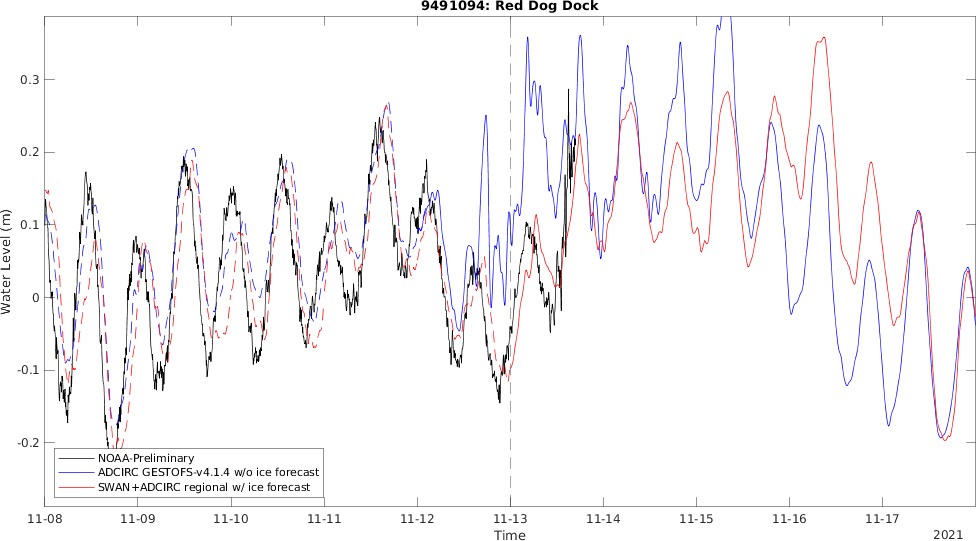 9491094: Red Dog Dock
Water Level (m)
0.3
0.2
0.1
0
-0.1
-0.2
NOAA-Preliminary
ADCIRC GESTOFS-v4.1.4 w/o ice forecast
SWAN+ADCIRC regional w/ ice forecast
11-08 11-09 11-10 11-11 11-12 11-13 11-14 11-15 11-16 11-17
Time
2021